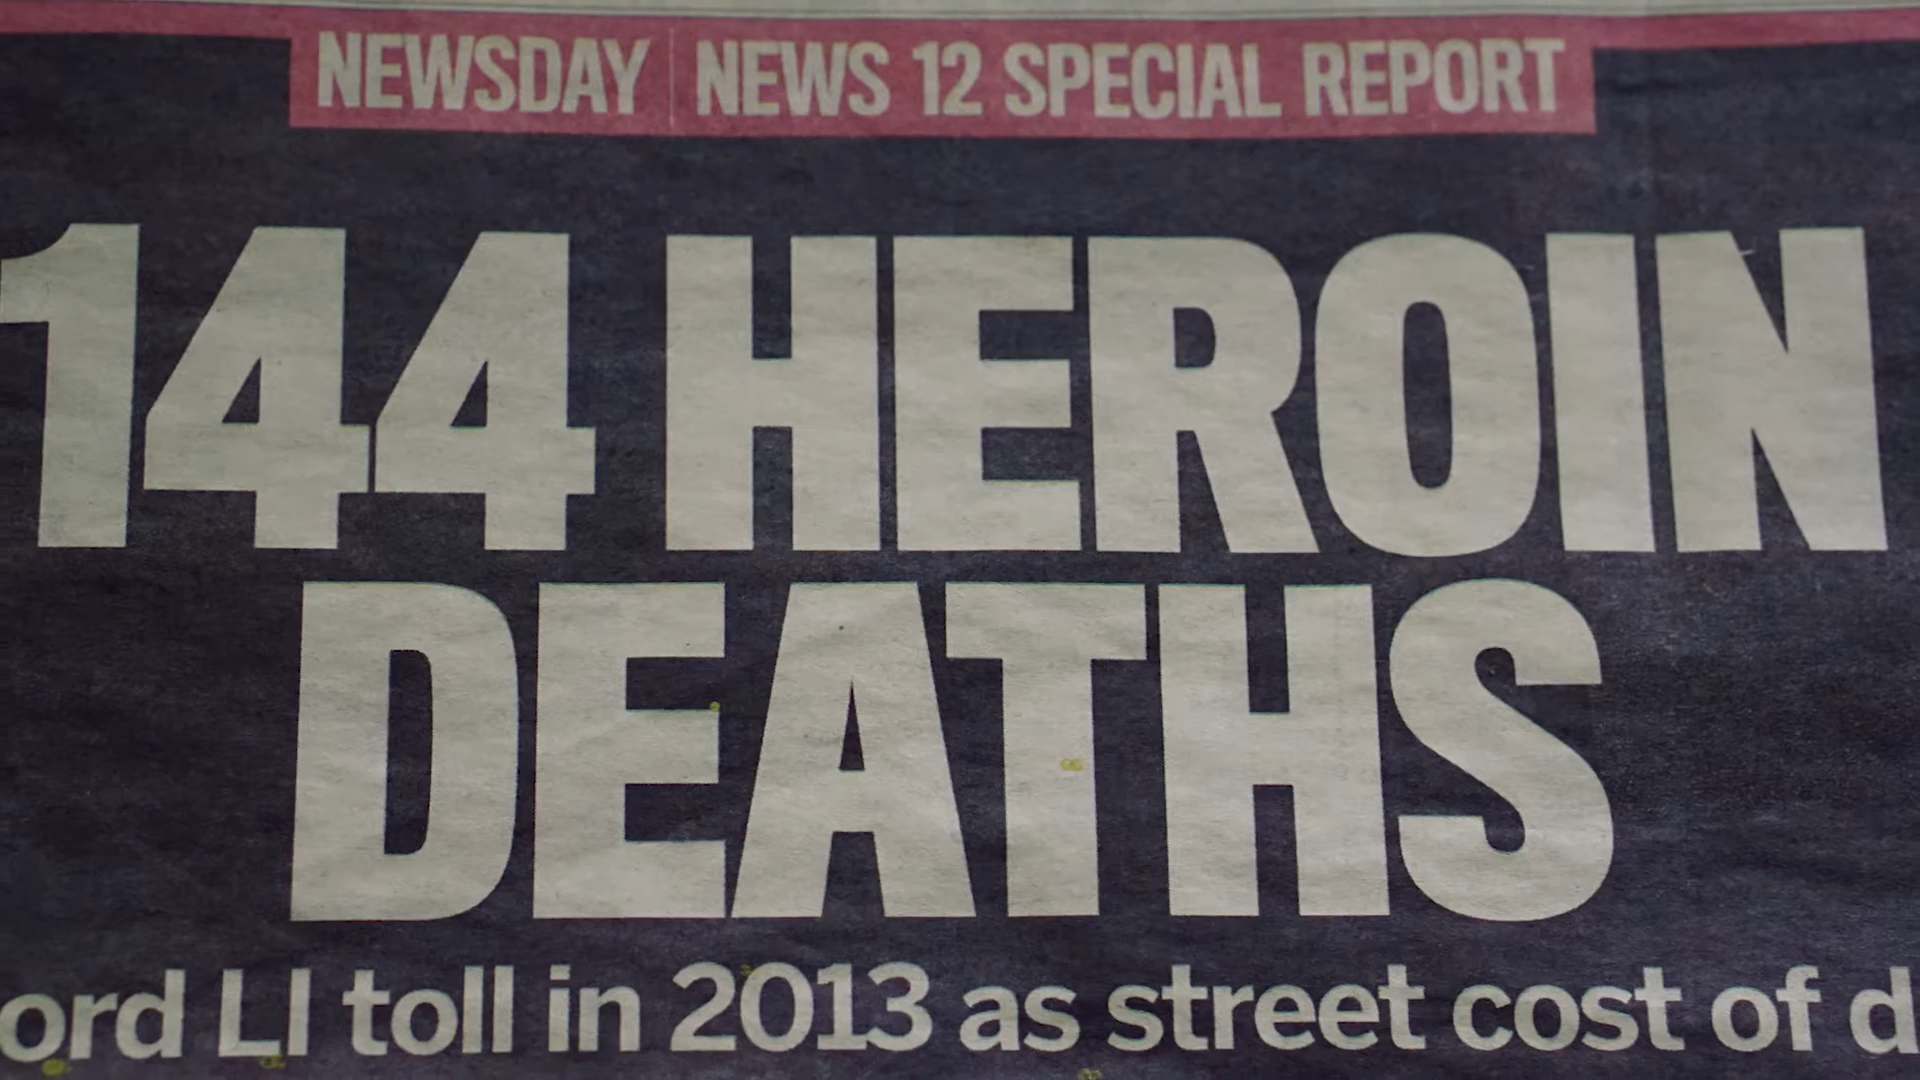 NEWSDAY | NEWS 12 SPECIAL REPORT
144 HEROIN
DEATHS
ord LI toll in 2013 as street cost of d